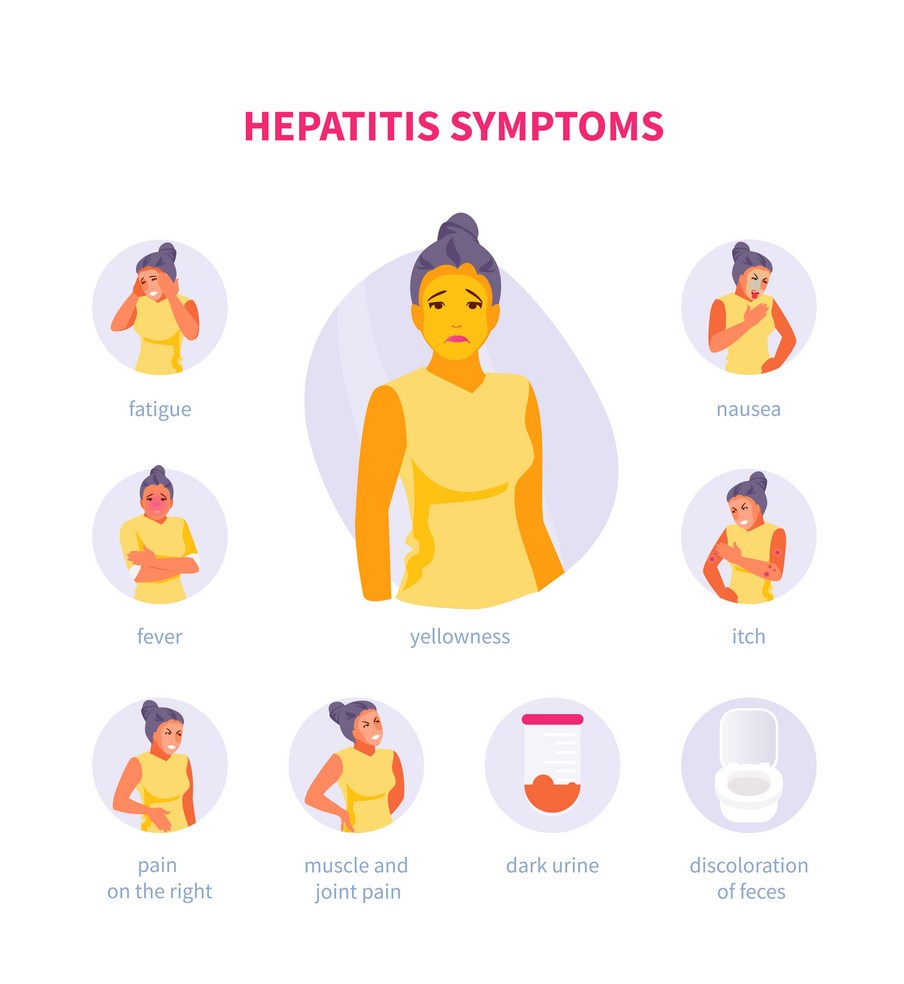 HEPATITIS SYMPTOMS
fatigue
nausea
fever
yellowness
itch
pain
on the right
muscle and
joint pain
dark urine
discoloration
of feces